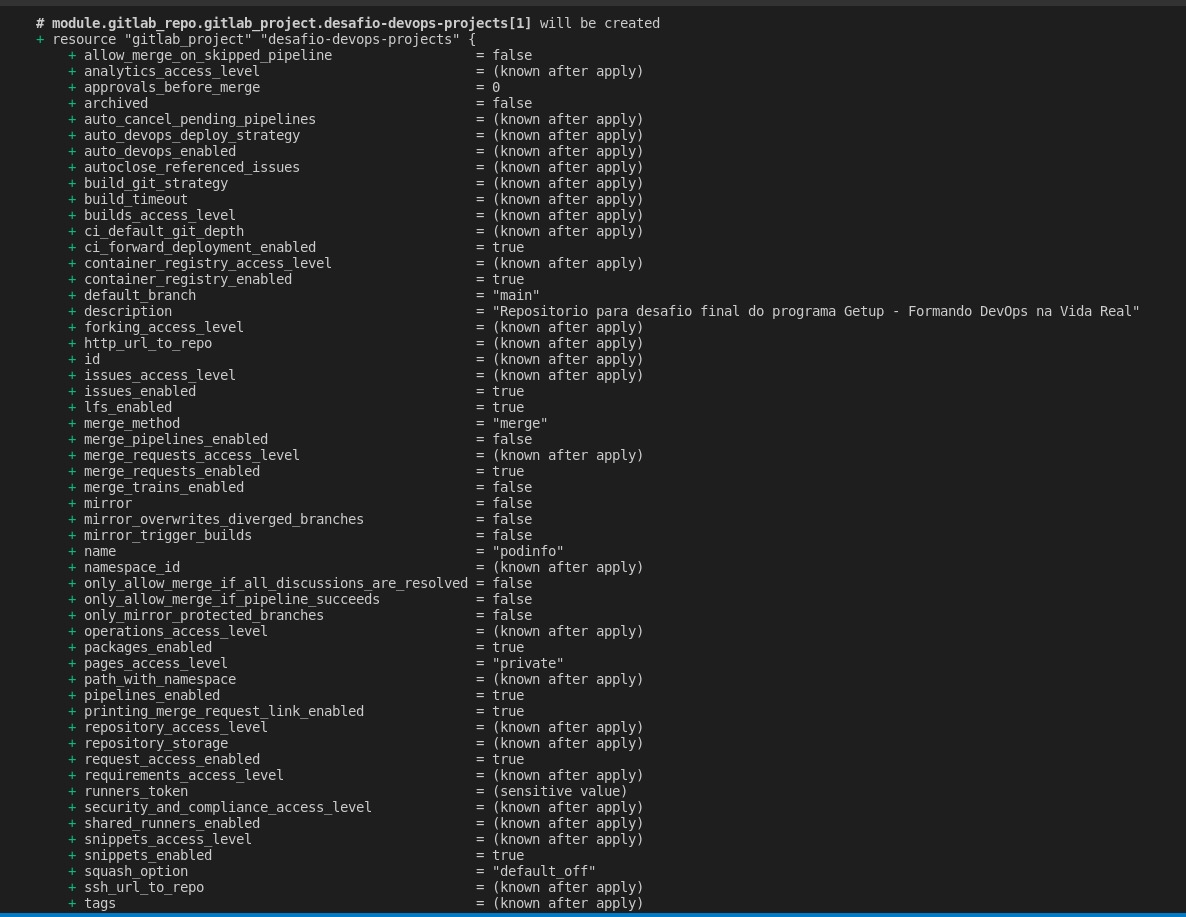 # module.gitlab_repo.gitlab_project.desafio-devops-projects[1] will be created
+ resource "gitlab_project" "desafio-devops-projects" {
+ allow_merge_on_skipped_pipeline = false
+ analytics_access_level = (known after apply)
+ approvals_before_merge = 0
+ archived = false
+ auto_cancel_pending_pipelines = (known after apply)
+ auto_devops_deploy_strategy = (known after apply)
+ auto_devops_enabled = (known after apply)
+ autoclose_referenced_issues = (known after apply)
+ build_git_strategy = (known after apply)
+ build_timeout = (known after apply)
+ builds_access_level = (known after apply)
+ ci_default_git_depth = (known after apply)
+ ci_forward_deployment_enabled = true
+ container_registry_access_level = (known after apply)
+ container_registry_enabled = true
+ default_branch = "main"
+ description = "Repositorio para desafio final do programa Getup - Formando DevOps na Vida Real"
+ forking_access_level = (known after apply)
+ http_url_to_repo = (known after apply)
+ id = (known after apply)
+ issues_access_level = (known after apply)
+ issues_enabled = true
+ lfs_enabled = true
+ merge_method = "merge"
+ merge_pipelines_enabled = false
+ merge_requests_access_level = (known after apply)
+ merge_requests_enabled = true
+ merge_trains_enabled = false
+ mirror = false
+ mirror_overwrites_diverged_branches = false
+ mirror_trigger_builds = false
+ name = "podinfo"
+ namespace_id = (known after apply)
+ only_allow_merge_if_all_discussions_are_resolved = false
+ only_allow_merge_if_pipeline_succeeds = false
+ only_mirror_protected_branches = false
+ operations_access_level = (known after apply)
+ packages_enabled = true
+ pages_access_level = "private"
+ path_with_namespace = (known after apply)
+ pipelines_enabled = true
+ printing_merge_request_link_enabled = true
+ repository_access_level = (known after apply)
+ repository_storage = (known after apply)
+ request_access_enabled = true
+ requirements_access_level = (known after apply)
+ runners_token = (sensitive value)
+ security_and_compliance_access_level = (known after apply)
+ shared_runners_enabled = (known after apply)
+ snippets_access_level = (known after apply)
+ snippets_enabled = true
+ squash_option = "default_off"
+ ssh_url_to_repo = (known after apply)
+ tags = (known after apply)